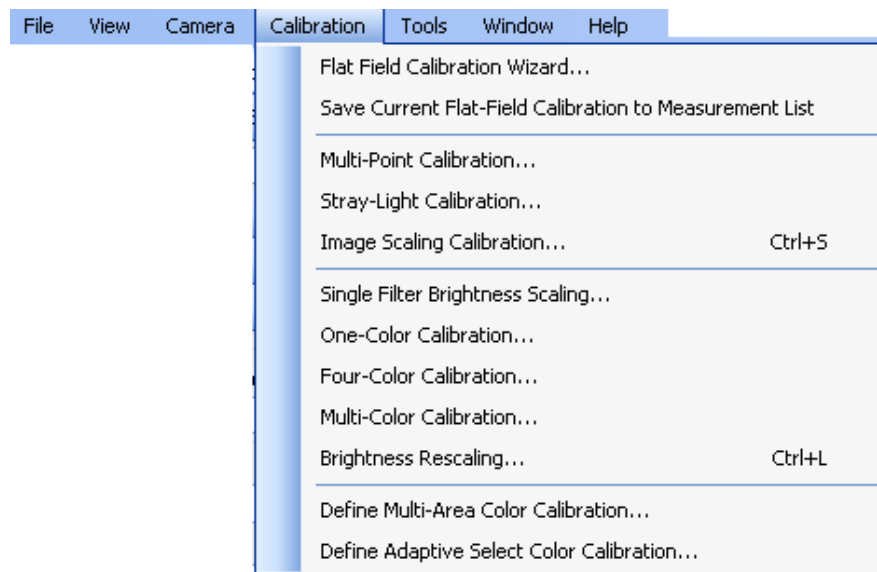 File View Camera Calibration Tools Window Help
Flat Field Calibration Wizard...
Save Current Flat-Field Calibration to Measurement List
Multi-Point Calibration...
Stray-Light Calibration...
Image Scaling Calibration... Ctrl+S
Single Filter Brightness Scaling...
One-Color Calibration...
Four-Color Calibration...
Multi-Color Calibration...
Brightness Rescaling... Ctrl+L
Define Multi-Area Color Calibration...
Define Adaptive Select Color Calibration...